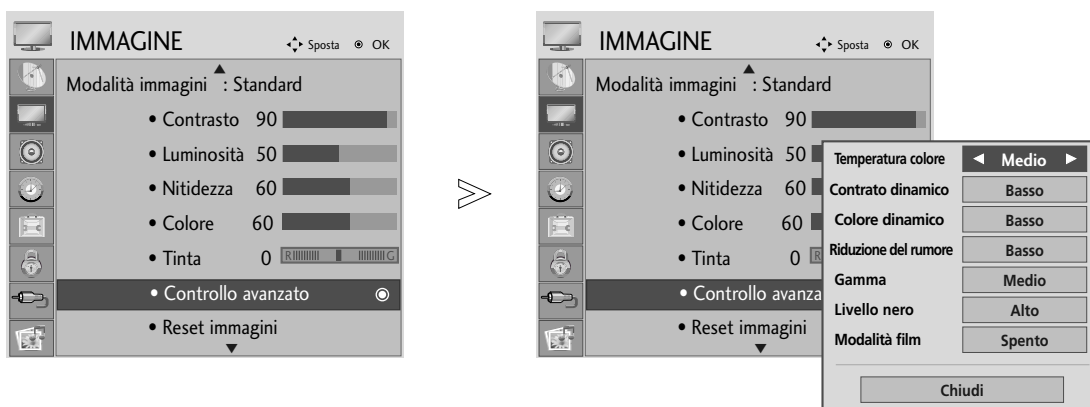 IMMAGINE
Sposta OK
Modalità immagini : Standard
• Contrasto 90
• Luminosità 50
• Nitidezza 60
• Colore 60
• Tinta 0 R G
• Controllo avanzato
• Reset immagini
IMMAGINE
Sposta OK
Modalità immagini : Standard
• Contrasto 90
• Luminosità 50
• Nitidezza 60
• Colore 60
• Tinta 0 R
• Controllo avanza
• Reset immagini
Temperatura colore Medio
Contrato dinamico Basso
Colore dinamico Basso
Riduzione del rumore Basso
Gamma Medio
Livello nero Alto
Modalità film Spento
Chiudi